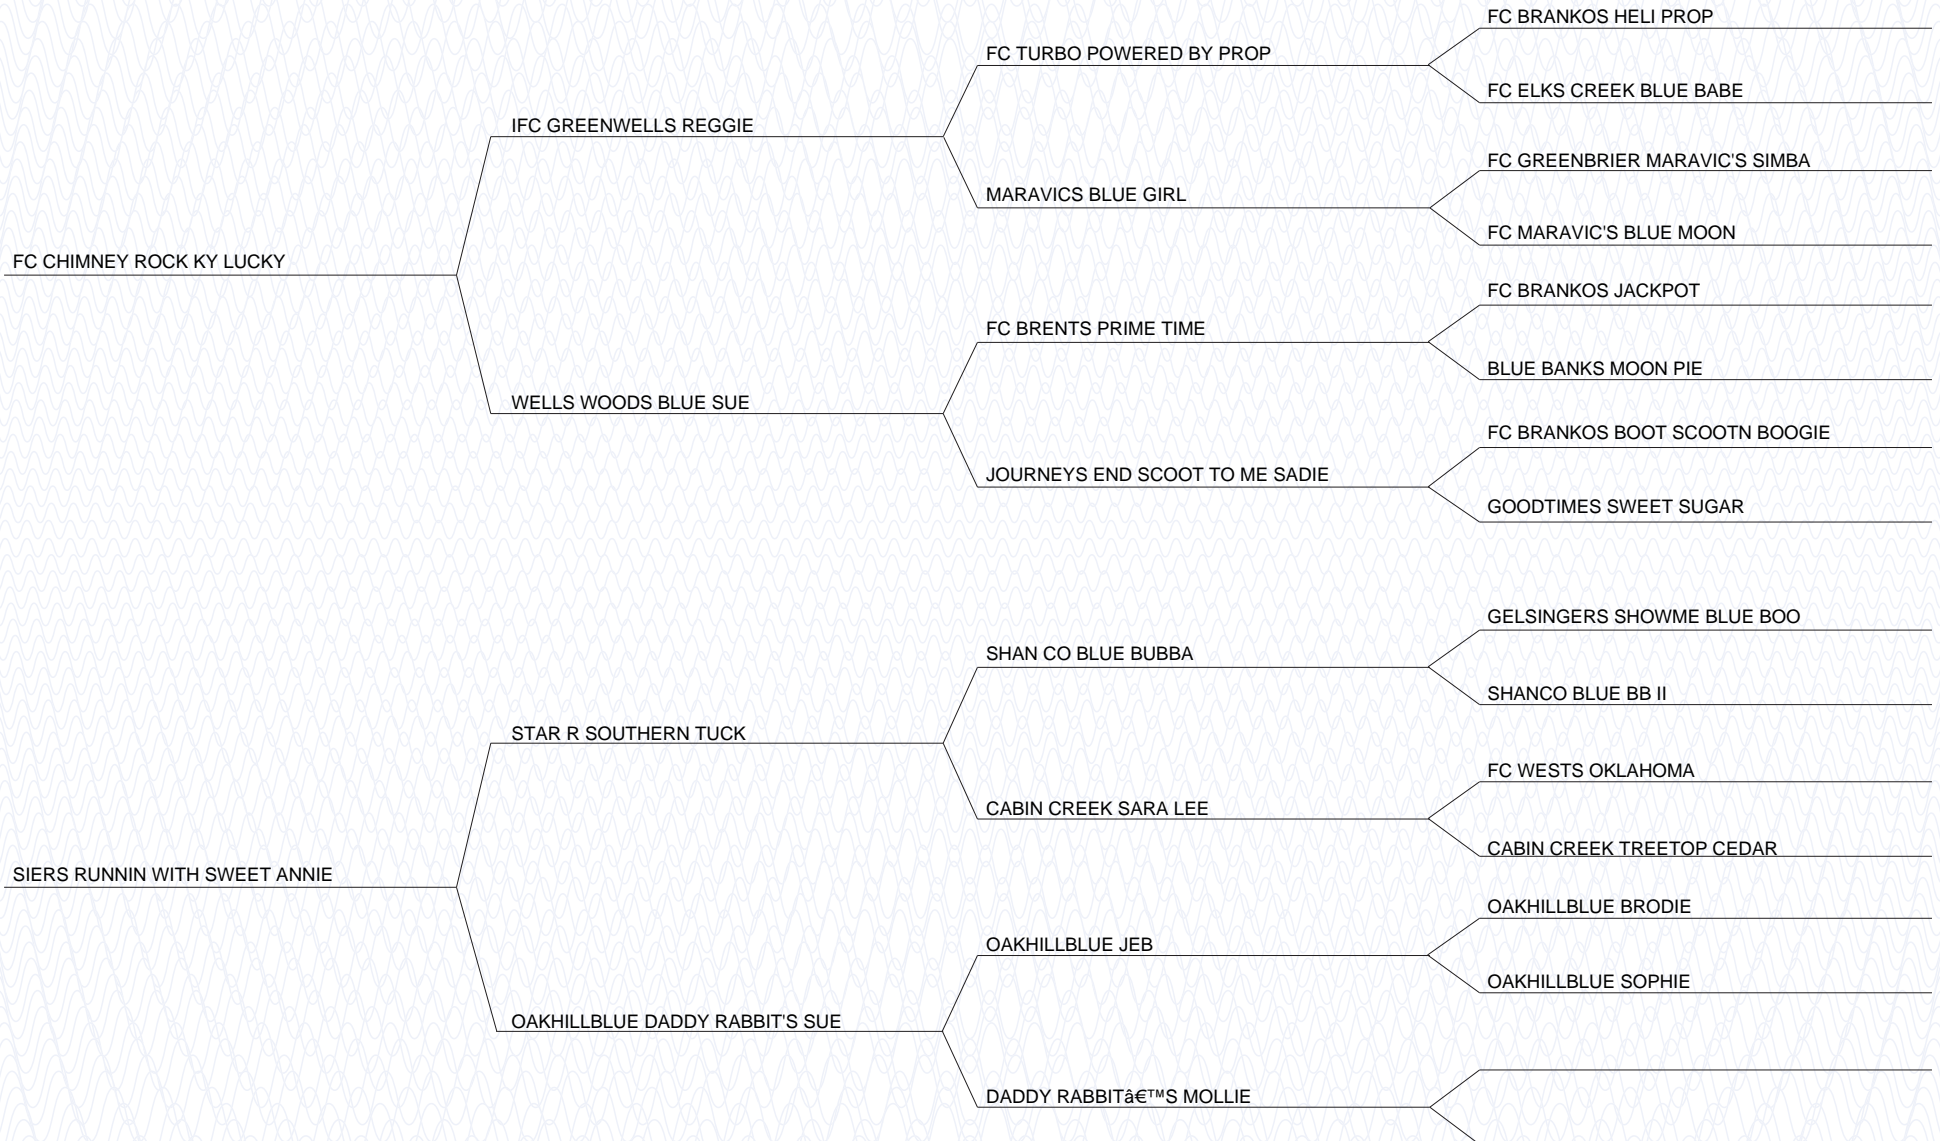 FC BRANKOS HELI PROP
FC TURBO POWERED BY PROP
FC ELKS CREEK BLUE BABE
IFC GREENWELLS REGGIE
FC GREENBRIER MARAVIC'S SIMBA
MARAVICS BLUE GIRL
FC MARAVIC'S BLUE MOON
FC CHIMNEY ROCK KY LUCKY
FC BRANKOS JACKPOT
FC BRENTS PRIME TIME
BLUE BANKS MOON PIE
WELLS WOODS BLUE SUE
FC BRANKOS BOOT SCOOTN BOOGIE
JOURNEYS END SCOOT TO ME SADIE
GOODTIMES SWEET SUGAR
GELSINGERS SHOWME BLUE BOO
SHAN CO BLUE BUBBA
SHANCO BLUE BB II
STAR R SOUTHERN TUCK
FC WESTS OKLAHOMA
CABIN CREEK SARA LEE
CABIN CREEK TREETOP CEDAR
SIERS RUNNIN WITH SWEET ANNIE
OAKHILLBLUE BRODIE
OAKHILLBLUE JEB
OAKHILLBLUE SOPHIE
OAKHILLBLUE DADDY RABBIT'S SUE
DADDY RABBITâ€™S MOLLIE